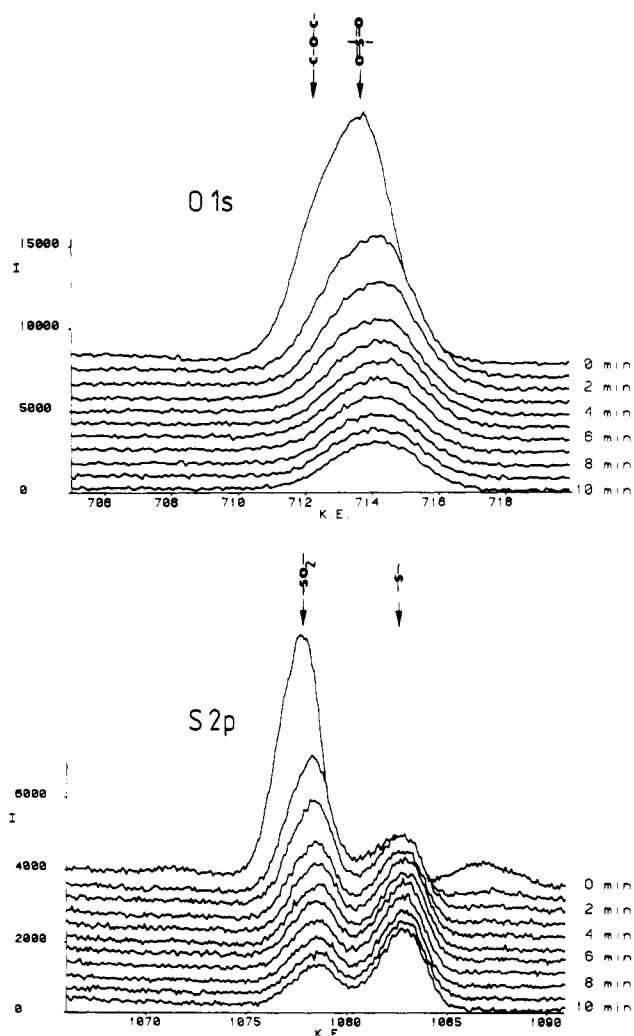 -C-O-C-
O=S=O
O 1s
15000
I
10000
5000
0
0 min
2 min
4 min
6 min
8 min
10 min
706 708 710 712 714 716 718
K.E.
-SO2
-S-
S 2p
6000
I
4000
2000
0
0 min
2 min
4 min
6 min
8 min
10 min
1070 1075 1080 1085 1090
K.E.